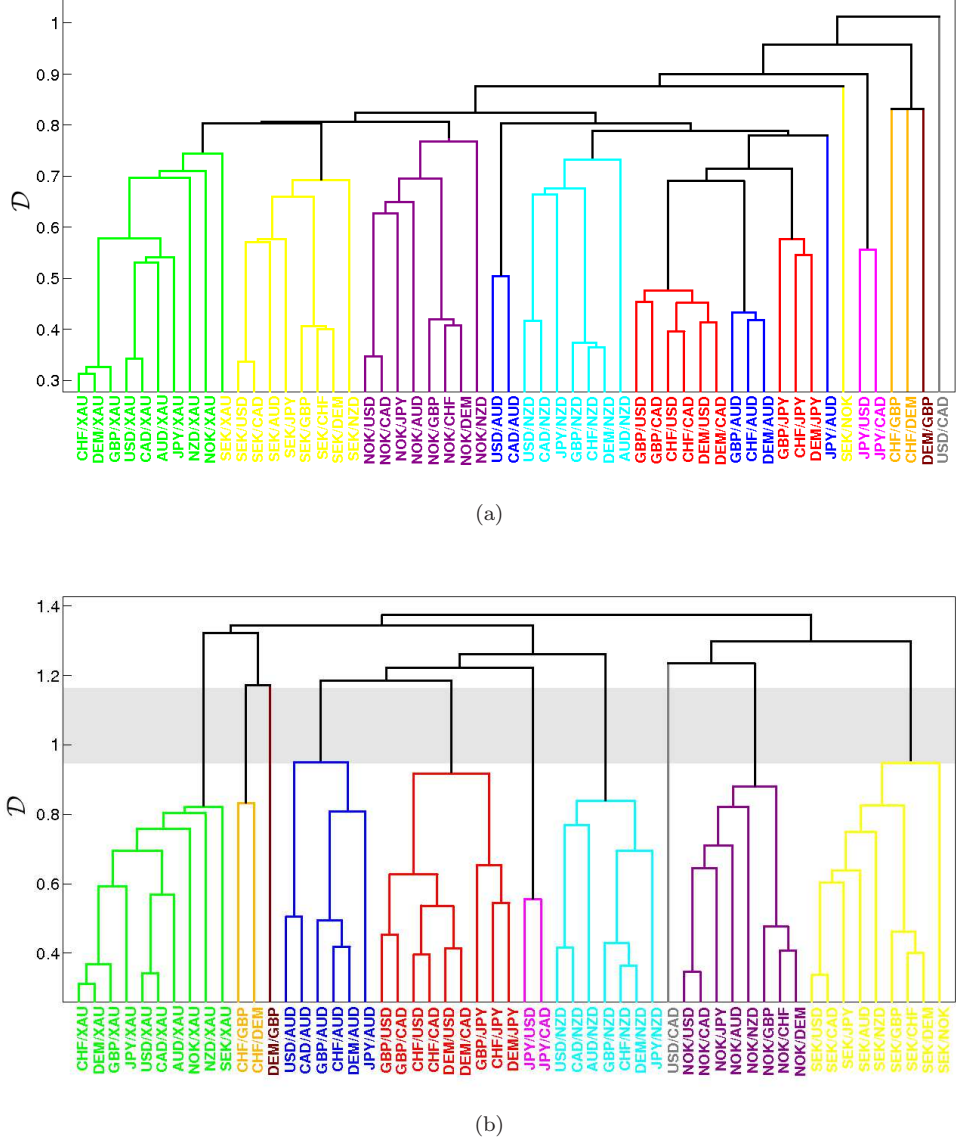 1
0.9
0.8
0.7
0.6
0.5
0.4
0.3
𝒟
CHF/XAU
DEM/XAU
GBP/XAU
USD/XAU
CAD/XAU
AUD/XAU
JPY/XAU
NZD/XAU
NOK/XAU
SEK/XAU
SEK/USD
SEK/CAD
SEK/AUD
SEK/JPY
SEK/GBP
SEK/CHF
SEK/DEM
SEK/NZD
NOK/USD
NOK/CAD
NOK/JPY
NOK/AUD
NOK/GBP
NOK/CHF
NOK/DEM
NOK/NZD
USD/AUD
CAD/AUD
USD/NZD
CAD/NZD
JPY/NZD
GBP/NZD
CHF/NZD
DEM/NZD
AUD/NZD
GBP/USD
GBP/CAD
CHF/USD
CHF/CAD
DEM/USD
DEM/CAD
GBP/AUD
CHF/AUD
DEM/AUD
GBP/JPY
CHF/JPY
DEM/JPY
JPY/AUD
SEK/NOK
JPY/USD
JPY/CAD
CHF/GBP
CHF/DEM
DEM/GBP
USD/CAD
(a)
1.4
1.2
1
0.8
0.6
0.4
𝒟
CHF/XAU
DEM/XAU
GBP/XAU
JPY/XAU
USD/XAU
CAD/XAU
AUD/XAU
NOK/XAU
NZD/XAU
SEK/XAU
CHF/GBP
CHF/DEM
DEM/GBP
USD/AUD
CAD/AUD
GBP/AUD
CHF/AUD
DEM/AUD
JPY/AUD
GBP/USD
GBP/CAD
CHF/USD
CHF/CAD
DEM/USD
DEM/CAD
GBP/JPY
CHF/JPY
DEM/JPY
JPY/USD
JPY/CAD
USD/NZD
CAD/NZD
AUD/NZD
GBP/NZD
CHF/NZD
DEM/NZD
JPY/NZD
USD/CAD
NOK/USD
NOK/CAD
NOK/JPY
NOK/AUD
NOK/NZD
NOK/GBP
NOK/CHF
NOK/DEM
SEK/USD
SEK/CAD
SEK/JPY
SEK/AUD
SEK/NZD
SEK/GBP
SEK/CHF
SEK/DEM
SEK/NOK
(b)